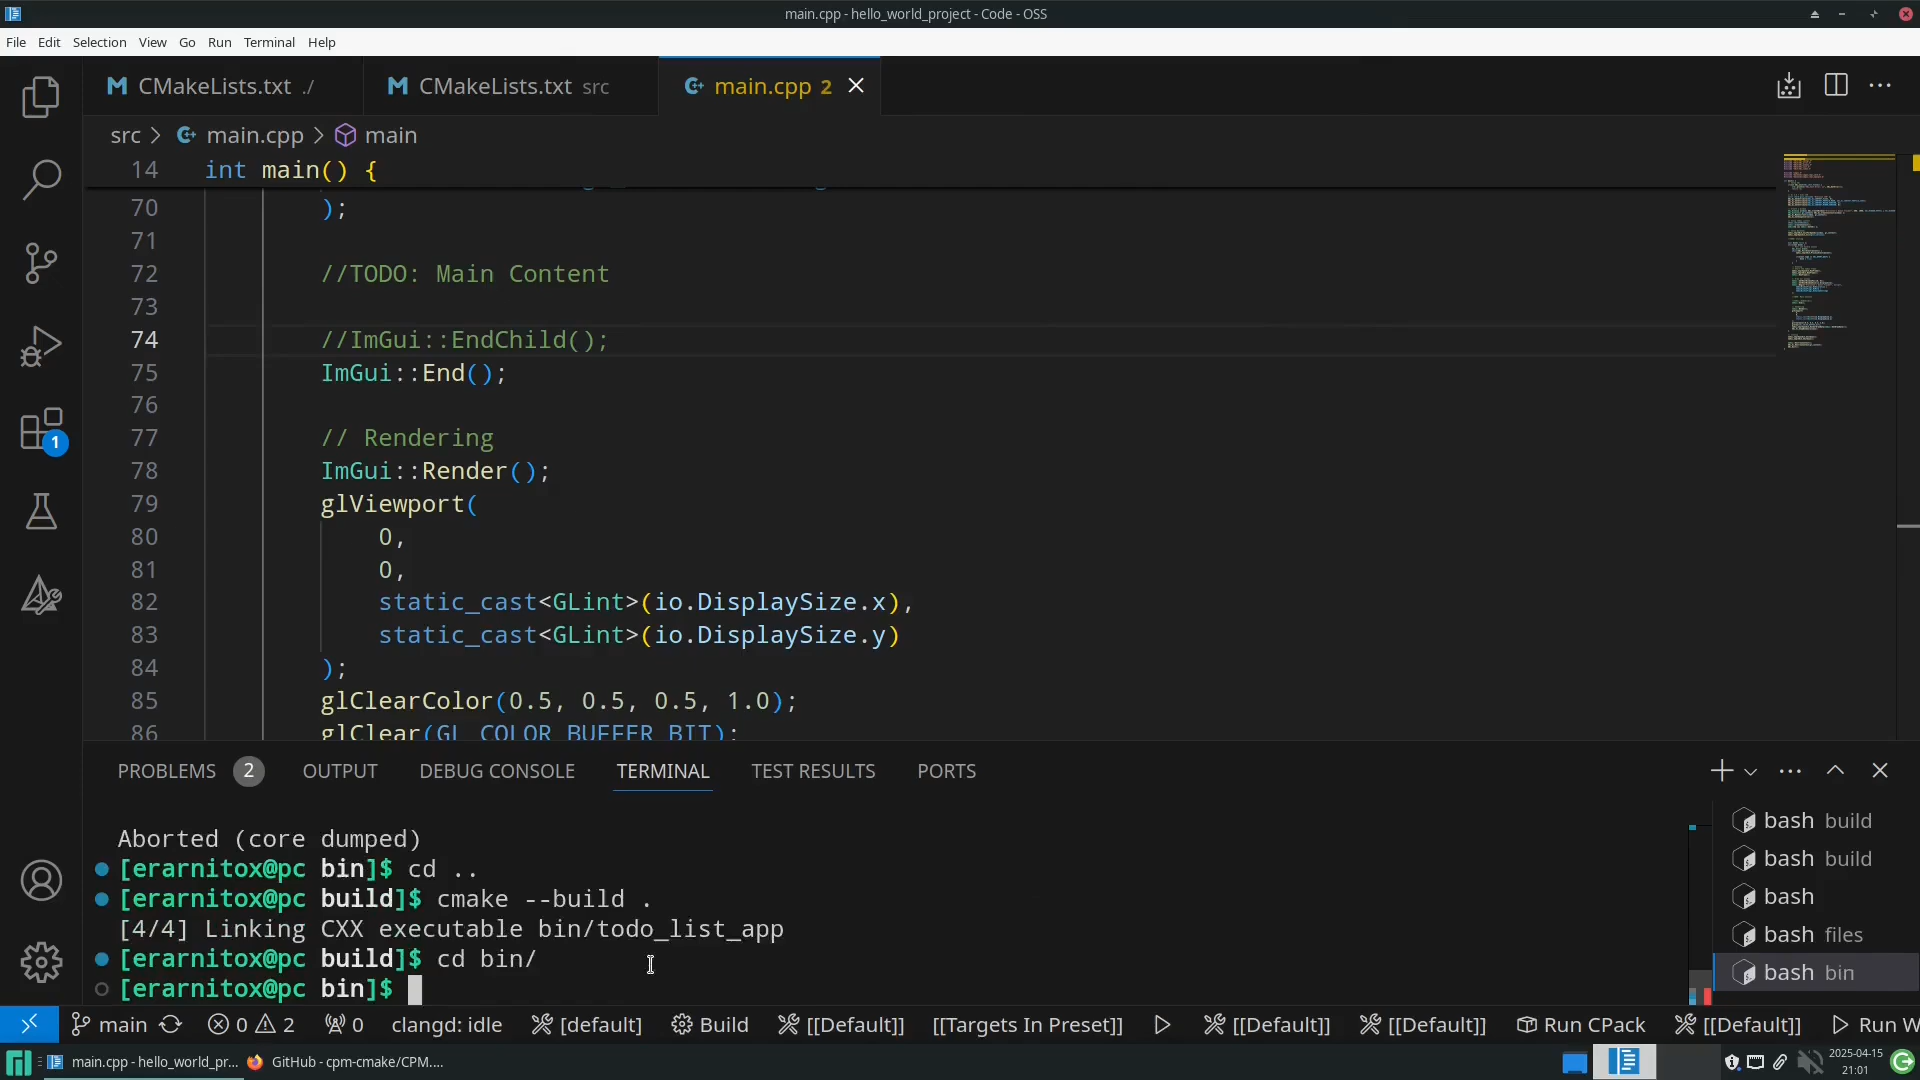 main.cpp - hello_world_project - Code - OSS
File Edit Selection View Go Run Terminal Help
CMakeLists.txt ./ CMakeLists.txt src main.cpp 2
src > main.cpp > main
14 int main() {
70 );
71
72 //TODO: Main Content
73
74 //ImGui::EndChild();
75 ImGui::End();
76
77 // Rendering
78 ImGui::Render();
79 glViewport(
80 0,
81 0,
82 static_cast<GLint>(io.DisplaySize.x),
83 static_cast<GLint>(io.DisplaySize.y)
84 );
85 glClearColor(0.5, 0.5, 0.5, 1.0);
86 glClear(GL_COLOR_BUFFER_BIT);
1
PROBLEMS 2 OUTPUT DEBUG CONSOLE TERMINAL TEST RESULTS PORTS
Aborted (core dumped)
[erarnitox@pc bin]$ cd ..
[erarnitox@pc build]$ cmake --build .
[4/4] Linking CXX executable bin/todo_list_app
[erarnitox@pc build]$ cd bin/
[erarnitox@pc bin]$
bash build
bash build
bash
bash files
bash bin
main 0 2 0 clangd: idle [default] Build [[Default]] [[Targets In Preset]] [[Default]] [[Default]] Run CPack [[Default]] Run W
main.cpp - hello_world_pr... GitHub - cpm-cmake/CPM....
2025-04-15
21:01